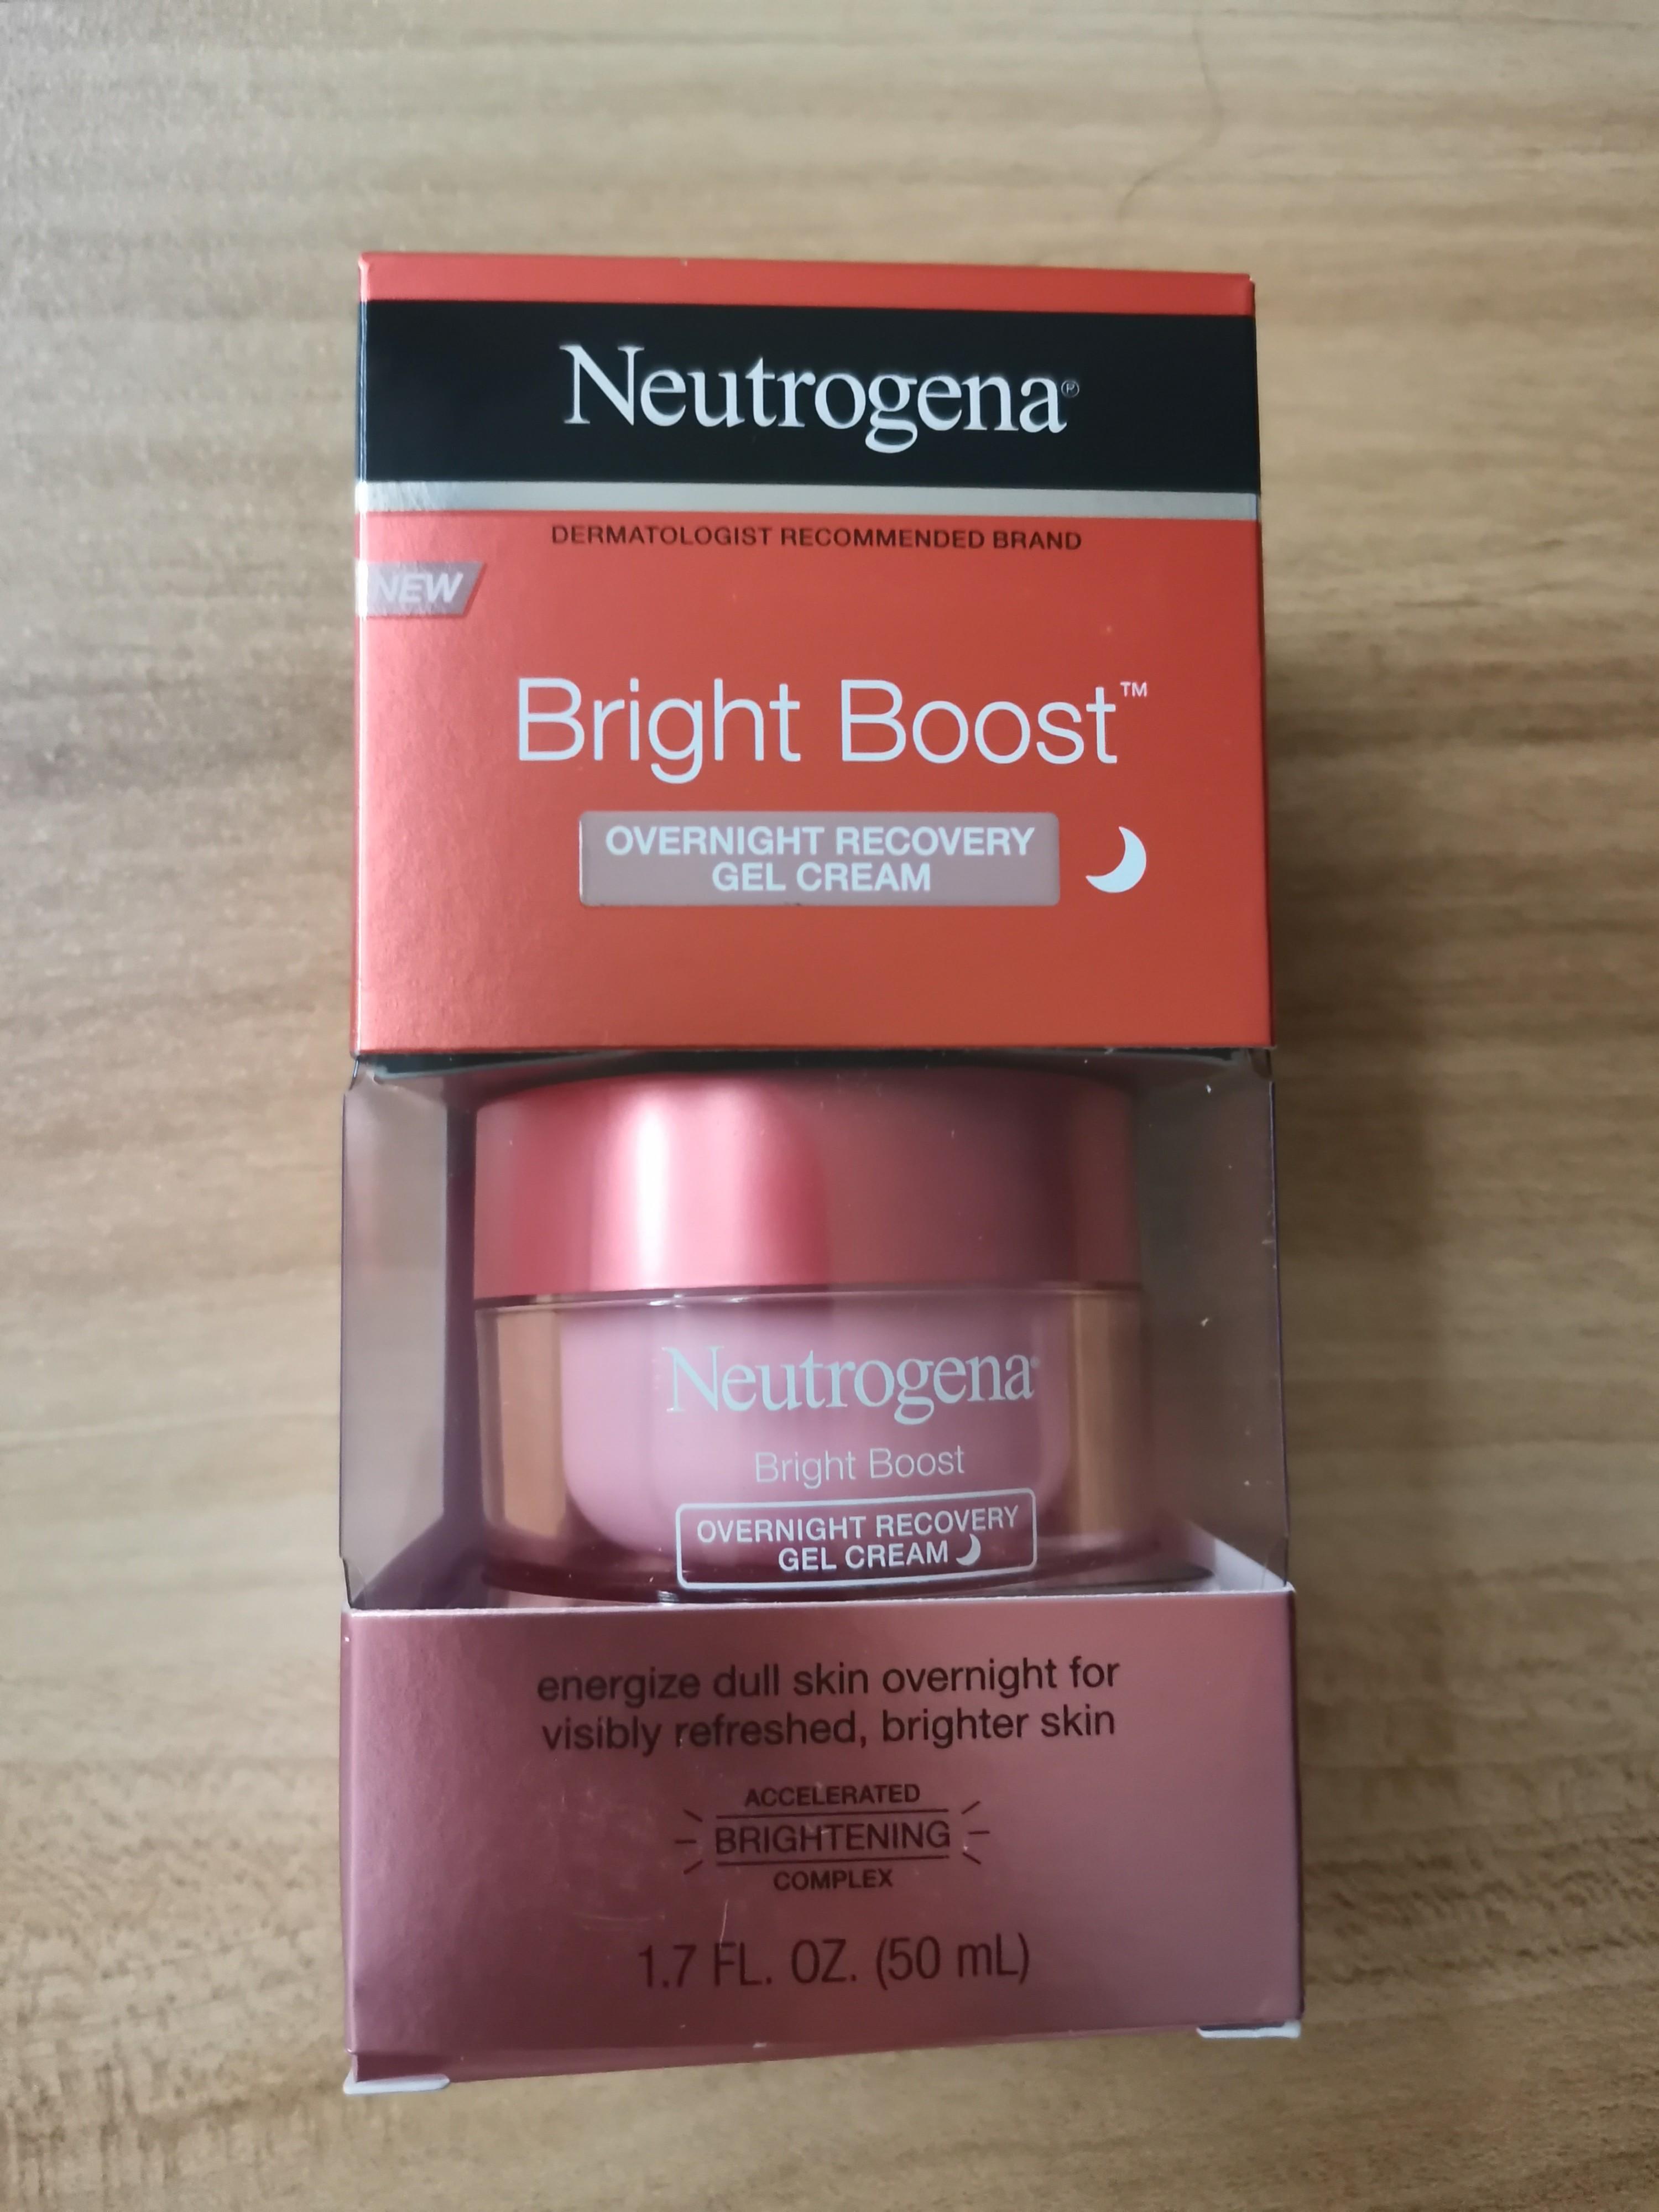 Neutrogena®
DERMATOLOGIST RECOMMENDED BRAND
NEW
Bright Boost™
OVERNIGHT RECOVERY
GEL CREAM
Neutrogena®
Bright Boost
OVERNIGHT RECOVERY
GEL CREAM
energize dull skin overnight for
visibly refreshed, brighter skin
ACCELERATED
BRIGHTENING
COMPLEX
1.7 FL. OZ. (50 mL)